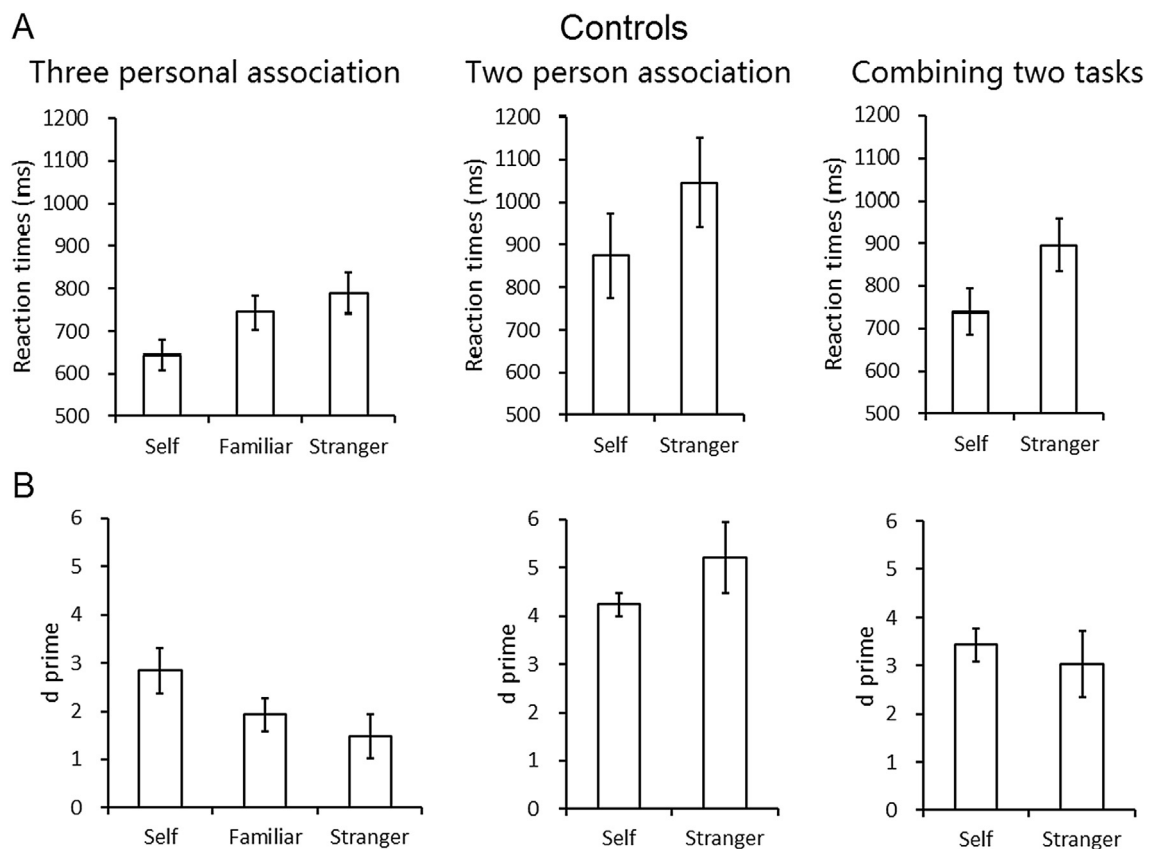 A
Controls
Three personal association
Two person association
Combining two tasks
Reaction times (ms)
1200
1100
1000
900
800
700
600
500
Self Familiar Stranger
Reaction times (ms)
1200
1100
1000
900
800
700
600
500
Self Stranger
Reaction times (ms)
1200
1100
1000
900
800
700
600
500
Self Stranger
B
d prime
6
5
4
3
2
1
0
Self Familiar Stranger
d prime
6
5
4
3
2
1
0
Self Stranger
d prime
6
5
4
3
2
1
0
Self Stranger